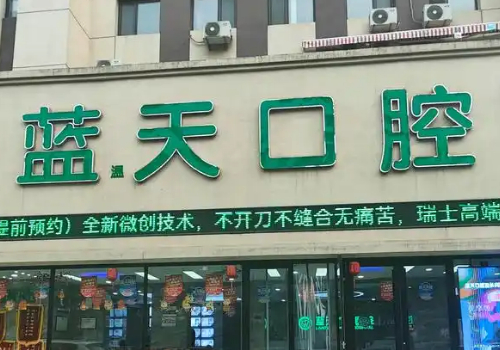 蓝天口腔
提前预约）全新微创技术，不开刀不缝合无痛苦，瑞士高端